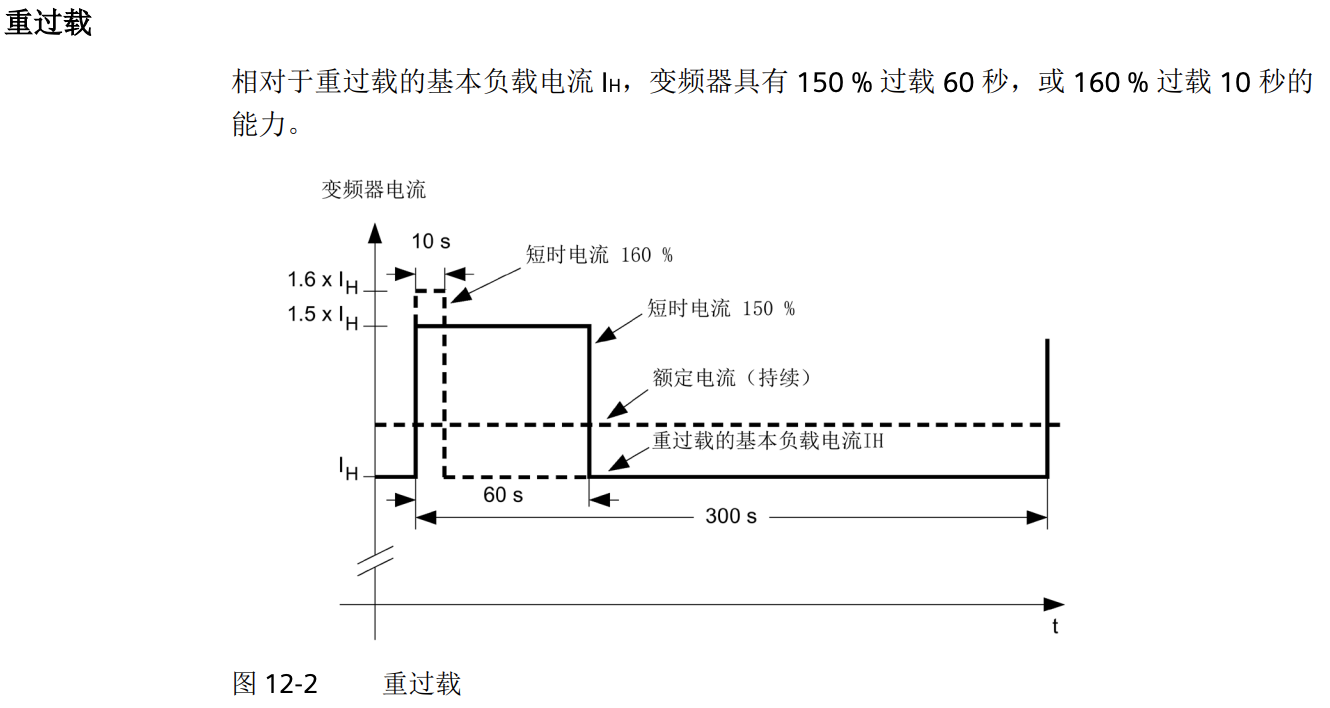 重过载
相对于重过载的基本负载电流 IH，变频器具有 150 % 过载 60 秒，或 160 % 过载 10 秒的
能力。
变频器电流
10 s
短时电流 160 %
1.6 x IH
短时电流 150 %
1.5 x IH
额定电流（持续）
重过载的基本负载电流IH
IH
60 s
300 s
t
图 12-2 重过载